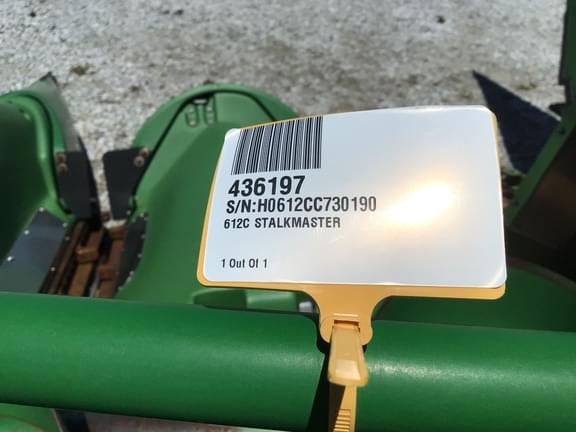 436197
S/N:H0612CC730190
612C STALKMASTER
1 Out Of 1